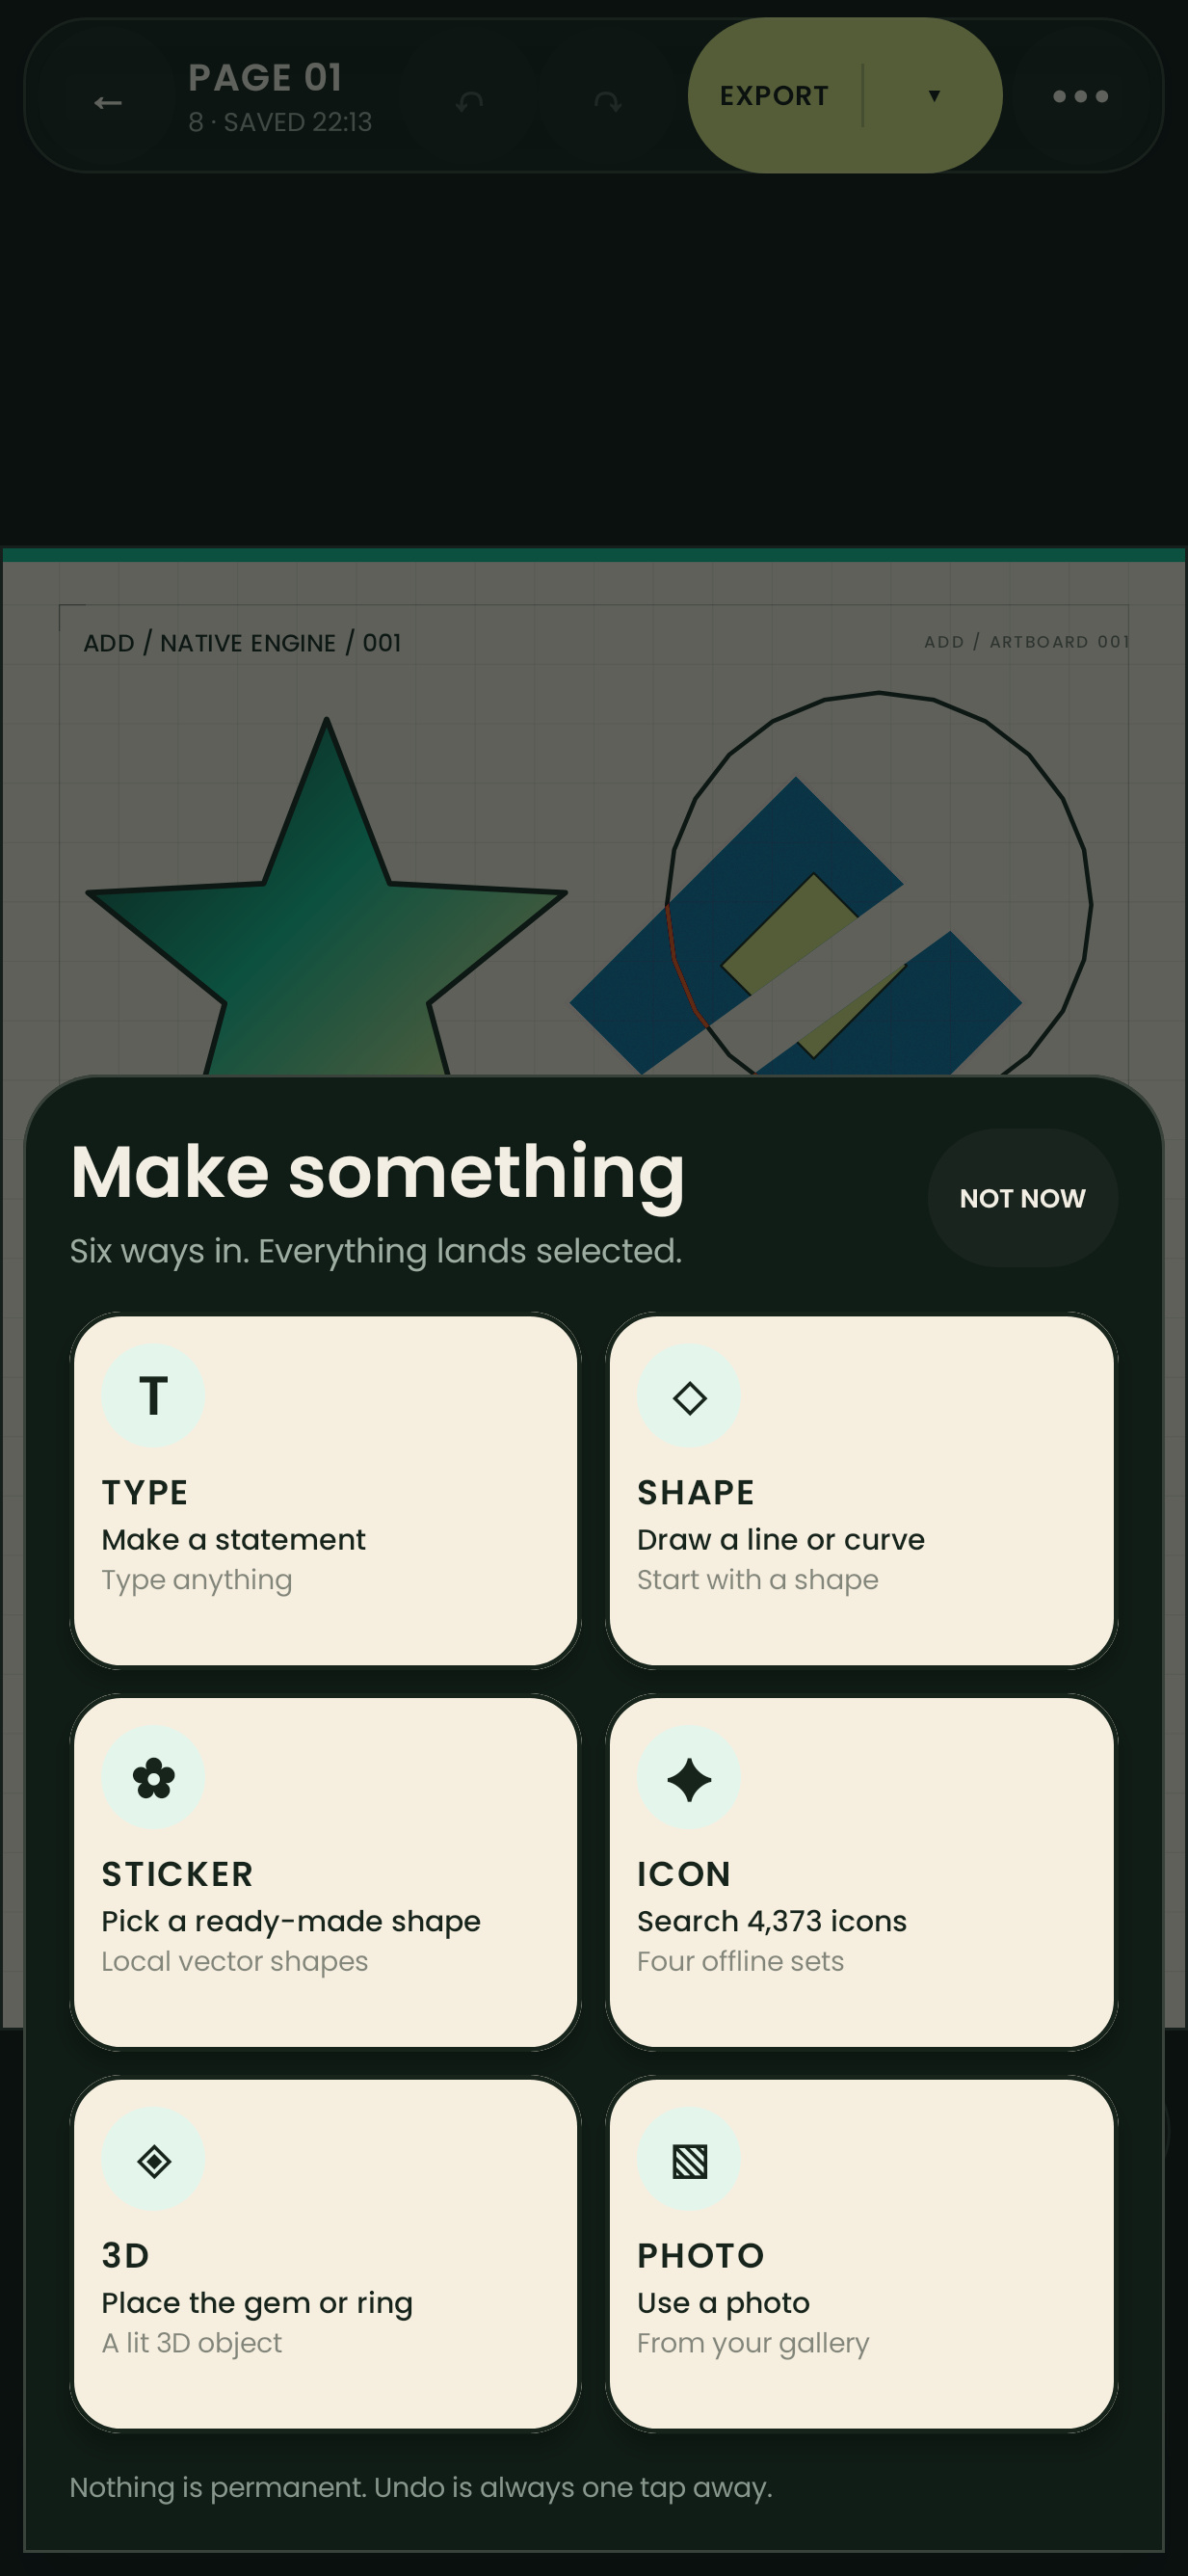 ←
PAGE 01
8 · SAVED 22:13
EXPORT
ADD / NATIVE ENGINE / 001
ADD / ARTBOARD 001
Make something
NOT NOW
Six ways in. Everything lands selected.
T
TYPE
Make a statement
Type anything
SHAPE
Draw a line or curve
Start with a shape
STICKER
Pick a ready-made shape
Local vector shapes
ICON
Search 4,373 icons
Four offline sets
3D
Place the gem or ring
A lit 3D object
PHOTO
Use a photo
From your gallery
Nothing is permanent. Undo is always one tap away.